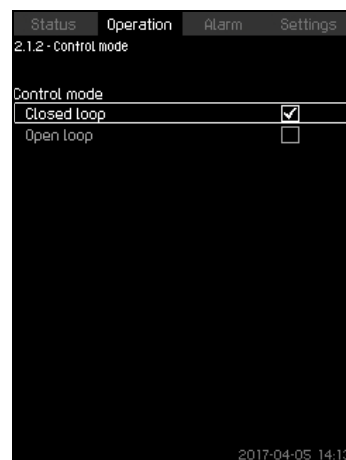 Status Operation Alarm Settings
2.1.2 - Control mode
Control mode
Closed loop
Open loop
2017-04-05 14:13